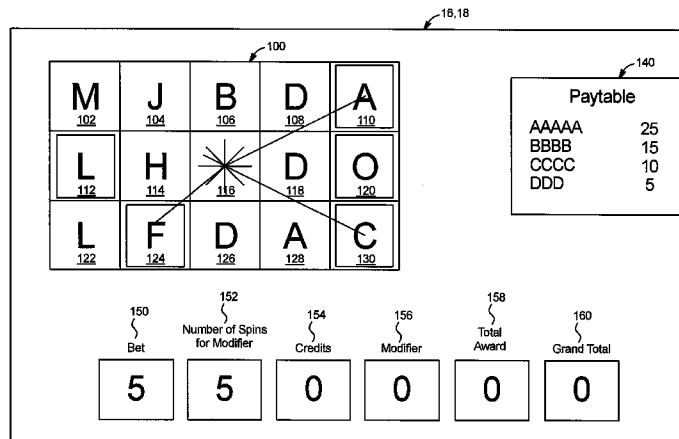 16,18
100
140
M J B D A
102 104 106 108 110
L H D O
112 114 116 118 120
L F D A C
122 124 126 128 130
Paytable
AAAAA 25
BBBB 15
CCCC 10
DDD 5
150 152 154 156 158 160
Bet Number of Spins for Modifier Credits Modifier Total Award Grand Total
5 5 0 0 0 0